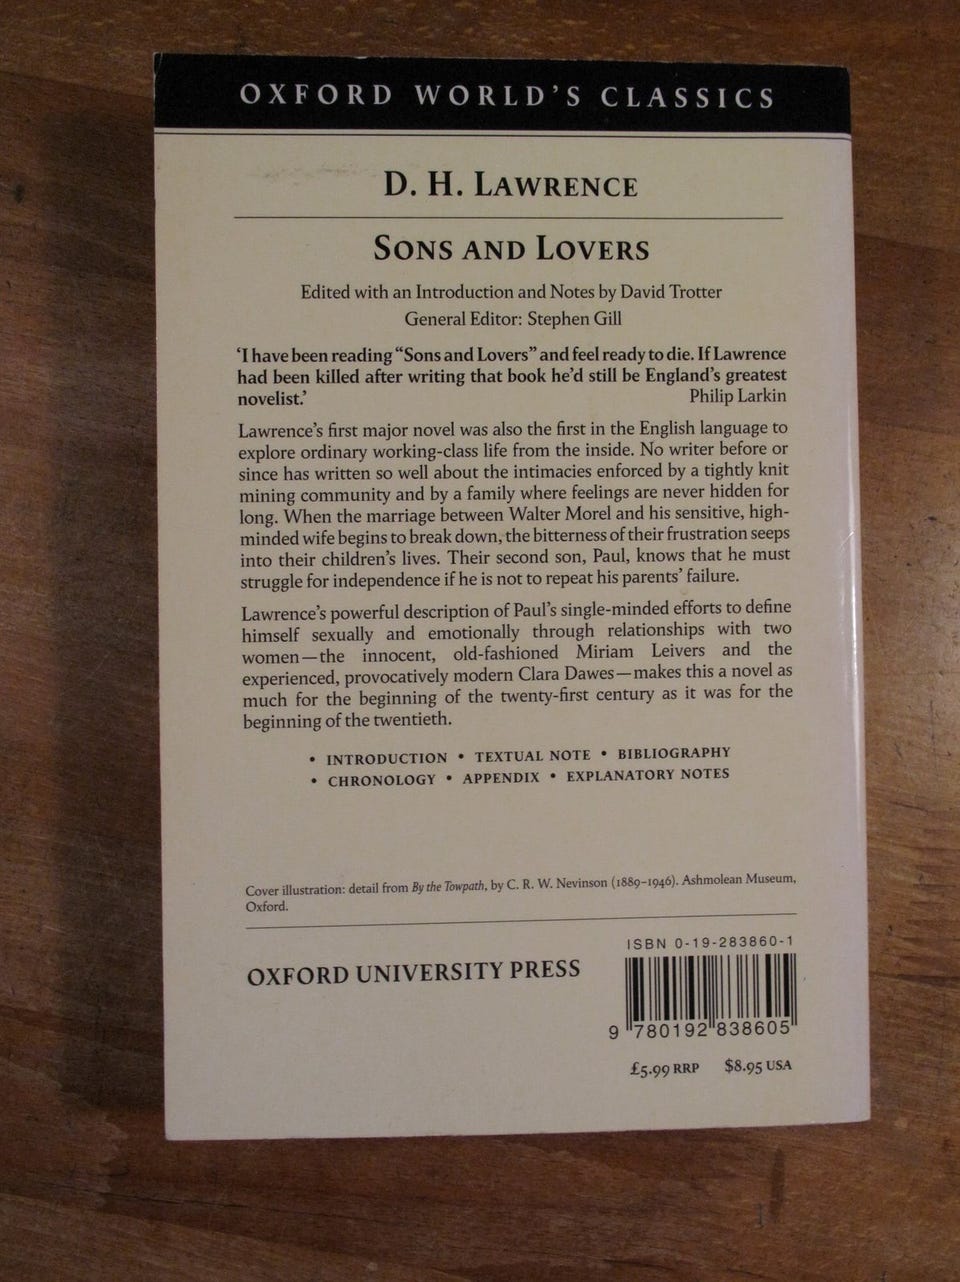 OXFORD WORLD'S CLASSICS
D. H. LAWRENCE
SONS AND LOVERS
Edited with an Introduction and Notes by David Trotter
General Editor: Stephen Gill
‘I have been reading “Sons and Lovers” and feel ready to die. If Lawrence
had been killed after writing that book he’d still be England’s greatest
novelist.’ Philip Larkin
Lawrence’s first major novel was also the first in the English language to
explore ordinary working-class life from the inside. No writer before or
since has written so well about the intimacies enforced by a tightly knit
mining community and by a family where feelings are never hidden for
long. When the marriage between Walter Morel and his sensitive, high-
minded wife begins to break down, the bitterness of their frustration seeps
into their children’s lives. Their second son, Paul, knows that he must
struggle for independence if he is not to repeat his parents’ failure.
Lawrence’s powerful description of Paul’s single-minded efforts to define
himself sexually and emotionally through relationships with two
women—the innocent, old-fashioned Miriam Leivers and the
experienced, provocatively modern Clara Dawes—makes this a novel as
much for the beginning of the twenty-first century as it was for the
beginning of the twentieth.
• INTRODUCTION • TEXTUAL NOTE • BIBLIOGRAPHY
• CHRONOLOGY • APPENDIX • EXPLANATORY NOTES
Cover illustration: detail from By the Towpath, by C. R. W. Nevinson (1889–1946). Ashmolean Museum,
Oxford.
ISBN 0-19-283860-1
OXFORD UNIVERSITY PRESS
9 780192 838605
£5.99 RRP $8.95 USA